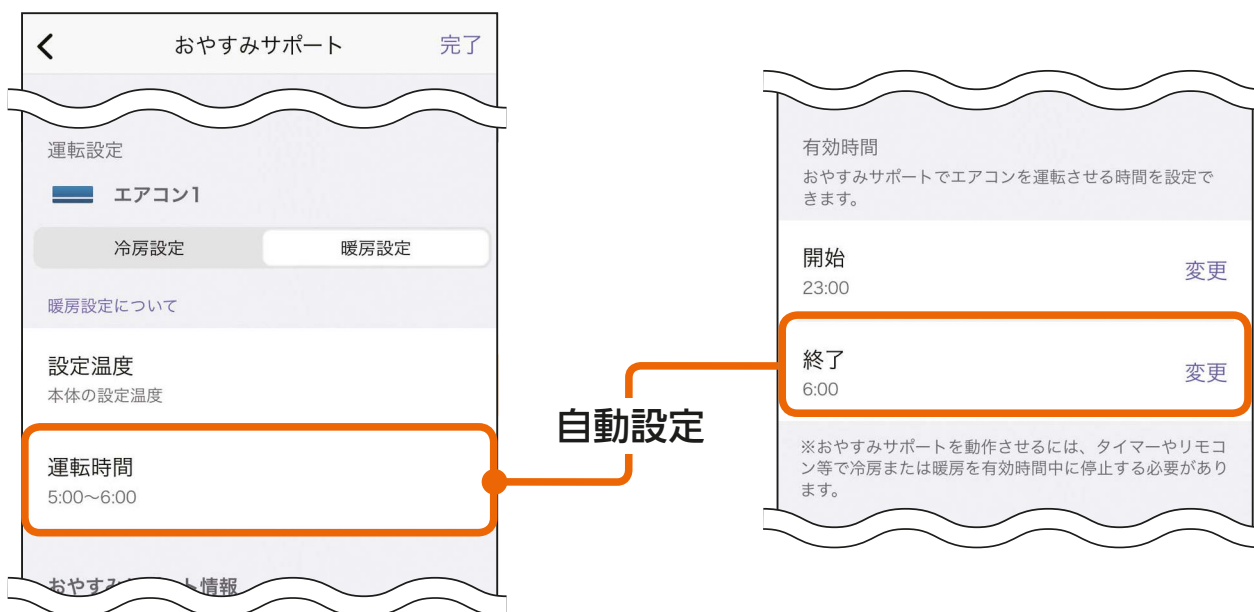 おやすみサポート
完了
運転設定
エアコン1
冷房設定
暖房設定
暖房設定について
設定温度
本体の設定温度
運転時間
5:00〜6:00
おやす
ト情報
自動設定
有効時間
おやすみサポートでエアコンを運転させる時間を設定で
きます。
開始
23:00
変更
終了
6:00
変更
※おやすみサポートを動作させるには、タイマーやリモコ
ン等で冷房または暖房を有効時間中に停止する必要があり
ます。